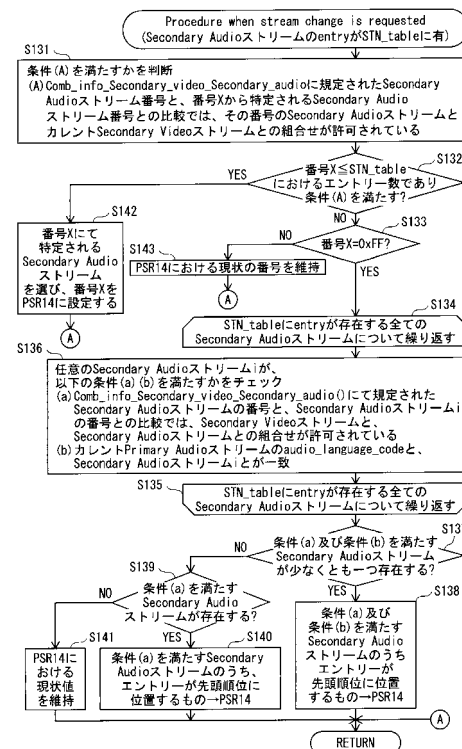 Procedure when stream change is requested
(Secondary Audioストリームのentryが STN_tableに有)
S131
条件(A)を満たすかを判断
(A)Comb_info_Secondary_video_Secondary_audioに規定されたSecondary
Audioストリーム番号と、番号Xから特定されるSecondary Audio
ストリーム番号との比較では、その番号のSecondary Audioストリームと
カレントSecondary Videoストリームとの組合せが許可されている
S132
YES
番号X≦STN_table
におけるエントリー数であり
条件(A)を満たす?
S142
番号Xにて
特定される
Secondary Audio
ストリーム
を選び、番号Xを
PSR14に設定する
A
NO
S133
番号X=0xFF?
NO
S143
PSR14における現状の番号を維持
A
YES
S134
STN_tableにentryが存在する全ての
Secondary Audioストリームについて繰り返す
S136
任意のSecondary Audioストリームiが、
以下の条件(a)(b)を満たすかをチェック
(a)Comb_info_Secondary_video_Secondary_audio()にて規定された
Secondary Audioストリームの番号と、Secondary Audioストリームi
の番号との比較では、Secondary Videoストリームと、
Secondary Audioストリームとの組合せが許可されている
(b)カレントPrimary Audioストリームのaudio_language_codeと、
Secondary Audioストリームiとが一致
S135
STN_tableにentryが存在する全ての
Secondary Audioストリームについて繰り返す
S13
条件(a)及び条件(b)を満たす
Secondary Audioストリーム
が少なくとも一つ存在する?
NO
S139
条件(a)を満たす
Secondary Audio
ストリームが存在する?
YES
S138
条件(a)及び
条件(b)を満たす
Secondary Audio
ストリームのうち
エントリーが
先頭順位に位置
するもの→PSR14
NO
S141
PSR14に
おける
現状値
を維持
YES
S140
条件(a)を満たすSecondary
Audioストリームのうち、
エントリーが先頭順位に
位置するもの→PSR14
A
RETURN